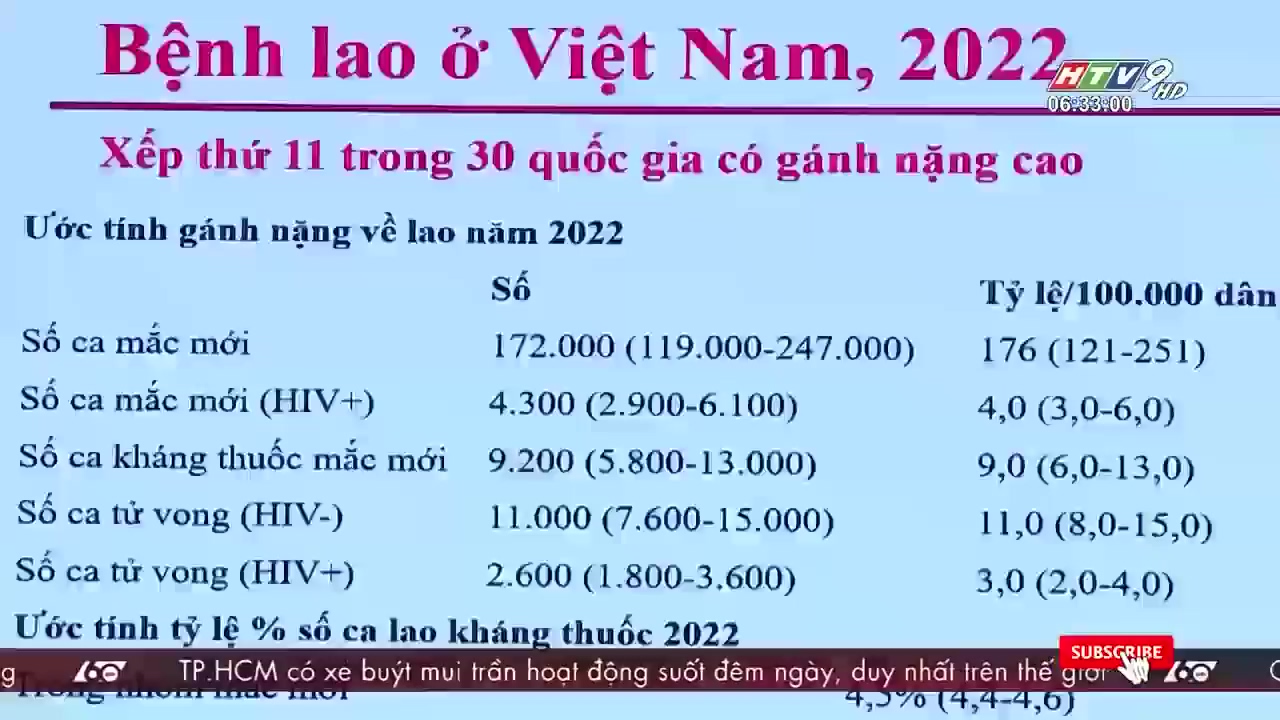 Bệnh lao ở Việt Nam, 2022
HTV9 HD
06:33:00
Xếp thứ 11 trong 30 quốc gia có gánh nặng cao
Ước tính gánh nặng về lao năm 2022
Số Tỷ lệ/100.000 dân
Số ca mắc mới 172.000 (119.000-247.000) 176 (121-251)
Số ca mắc mới (HIV+) 4.300 (2.900-6.100) 4,0 (3,0-6,0)
Số ca kháng thuốc mắc mới 9.200 (5.800-13.000) 9,0 (6,0-13,0)
Số ca tử vong (HIV-) 11.000 (7.600-15.000) 11,0 (8,0-15,0)
Số ca tử vong (HIV+) 2.600 (1.800-3.600) 3,0 (2,0-4,0)
Ước tính tỷ lệ % số ca lao kháng thuốc 2022
SUBSCRIBE
g 60 TP.HCM có xe buýt mui trần hoạt động suốt đêm ngày, duy nhất trên thế giới 60
Trong nhóm mắc mới 4,5% (4,4-4,6)